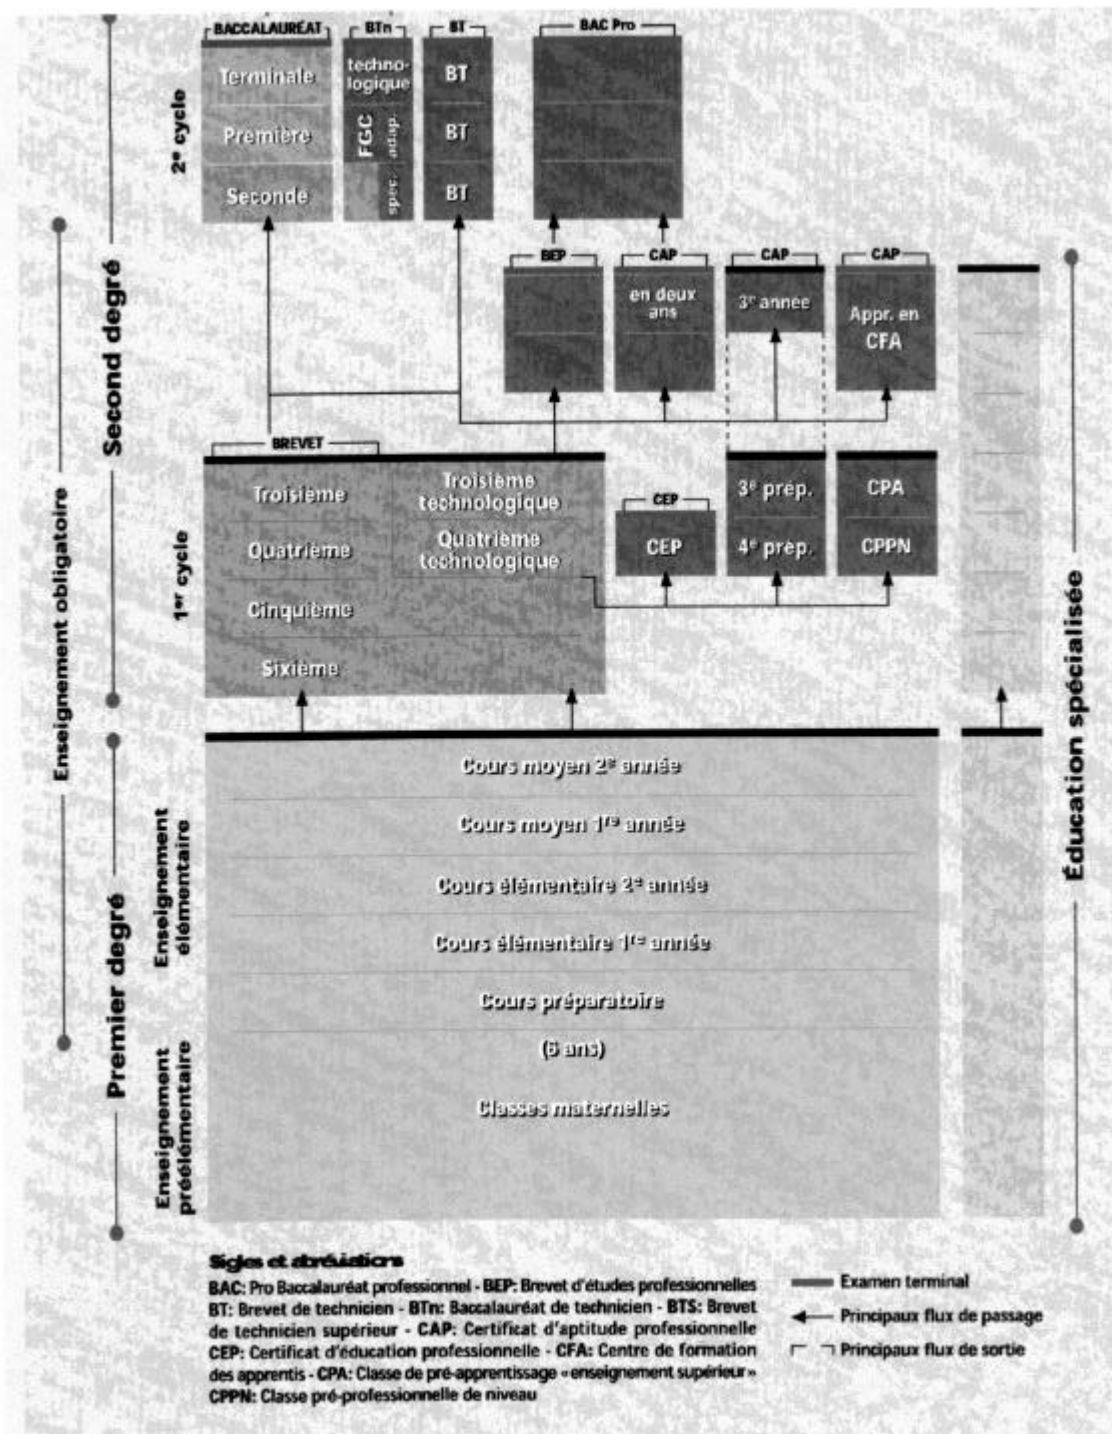 BACCALAURÉAT
BTn
BT
BAC Pro
Terminale
techno-
logique
BT
Première
FGC
adap.
BT
Seconde
spéc.
BT
2e cycle
BEP
CAP
CAP
CAP
en deux
ans
3e année
Appr. en
CFA
Second degré
BREVET
Troisième
Troisième
technologique
Quatrième
Quatrième
technologique
Cinquième
Sixième
CEP
CEP
3e prép.
4e prép.
CPA
CPPN
1er cycle
Enseignement obligatoire
Éducation spécialisée
Cours moyen 2e année
Cours moyen 1re année
Cours élémentaire 2e année
Cours élémentaire 1re année
Cours préparatoire
(6 ans)
Classes maternelles
Enseignement
élémentaire
Premier degré
Enseignement
préélémentaire
Sigles et abréviations
BAC: Pro Baccalauréat professionnel - BEP: Brevet d'études professionnelles
BT: Brevet de technicien - BTn: Baccalauréat de technicien - BTS: Brevet
de technicien supérieur - CAP: Certificat d'aptitude professionnelle
CEP: Certificat d'éducation professionnelle - CFA: Centre de formation
des apprentis - CPA: Classe de pré-apprentissage «enseignement supérieur»
CPPN: Classe pré-professionnelle de niveau
Examen terminal
Principaux flux de passage
Principaux flux de sortie